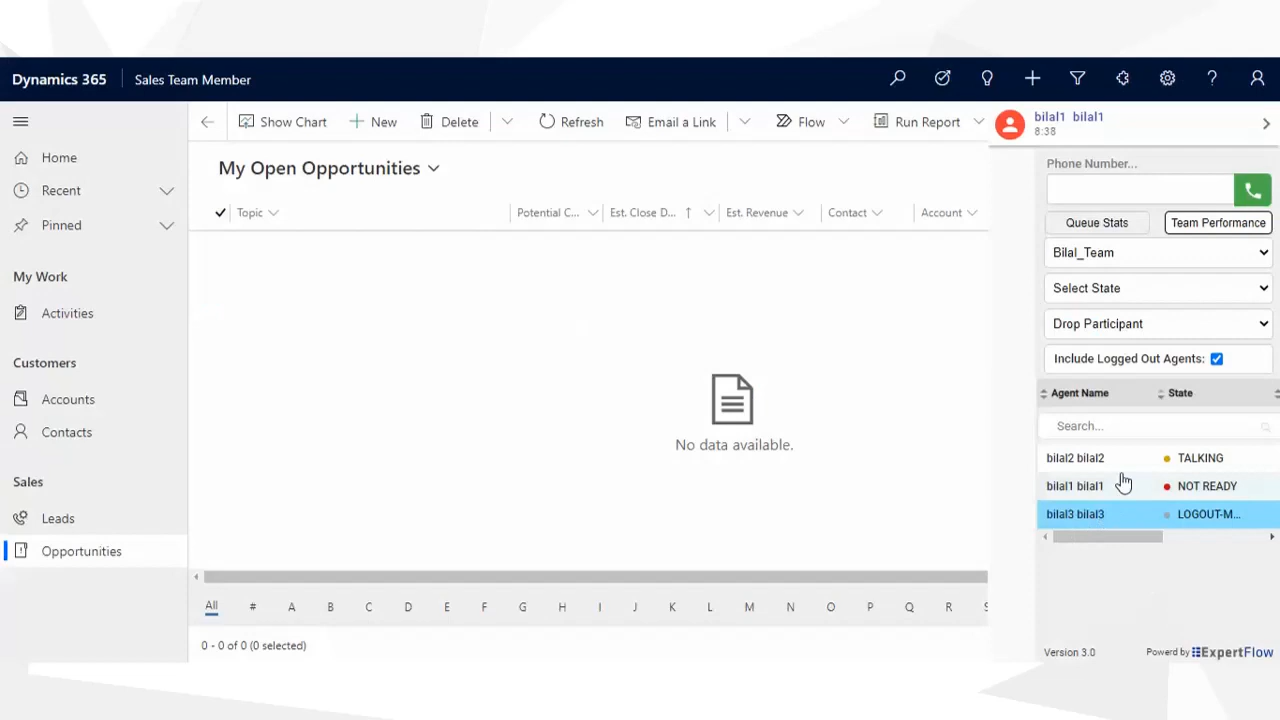 Dynamics 365 Sales Team Member
Show Chart New Delete Refresh Email a Link Flow Run Report
bilal1 bilal1
8:38
Home
Recent
Pinned
My Work
Activities
Customers
Accounts
Contacts
Sales
Leads
Opportunities
My Open Opportunities
Topic Potential C... Est. Close D... Est. Revenue Contact Account
No data available.
All # A B C D E F G H I J K L M N O P Q R S
0 - 0 of 0 (0 selected)
Phone Number...
Queue Stats Team Performance
Bilal_Team
Select State
Drop Participant
Include Logged Out Agents:
Agent Name State
Search...
bilal2 bilal2 TALKING
bilal1 bilal1 NOT READY
bilal3 bilal3 LOGOUT-M...
Version 3.0 Powerd by ExpertFlow